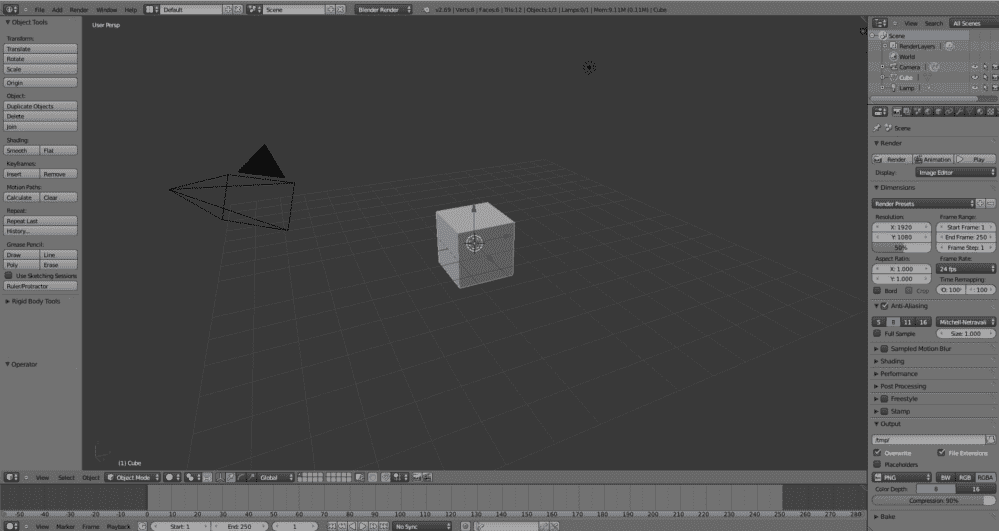 File Add Render Window Help Default Scene Blender Render v2.69 | Verts:8 | Faces:6 | Tris:12 | Objects:1/3 | Lamps:0/1 | Mem:9.11M (0.11M) | Cube
Object Tools
Transform:
Translate
Rotate
Scale
Origin
Object:
Duplicate Objects
Delete
Join
Shading:
Smooth Flat
Keyframes:
Insert Remove
Motion Paths:
Calculate Clear
Repeat:
Repeat Last
History...
Grease Pencil:
Draw Line
Poly Erase
Use Sketching Sessions
Ruler/Protractor
Rigid Body Tools
Operator
User Persp
(1) Cube
View Search All Scenes
Scene
RenderLayers |
World
Camera |
Cube
Lamp |
Scene
Render
Render Animation Play
Display: Image Editor
Dimensions
Render Presets
Resolution: Frame Range:
X: 1920 Start Frame: 1
Y: 1080 End Frame: 250
50% Frame Step: 1
Aspect Ratio: Frame Rate:
X: 1.000 24 fps
Y: 1.000 Time Remapping:
Bord Crop : 100
Anti-Aliasing
5 8 11 16 Mitchell-Netravali
Full Sample Size: 1.000
Sampled Motion Blur
Shading
Performance
Post Processing
Freestyle
Stamp
Output
/tmp/
Overwrite File Extensions
Placeholders
PNG BW RGB RGBA
Color Depth: 8 16
Compression: 90%
Bake
View Select Object Object Mode Global
-50 -40 -30 -20 -10 0 10 20 30 40 50 60 70 80 90 100 110 120 130 140 150 160 170 180 190 200 210 220 230 240 250 260 270 280
View Marker Frame Playback Start: 1 End: 250 1 No Sync